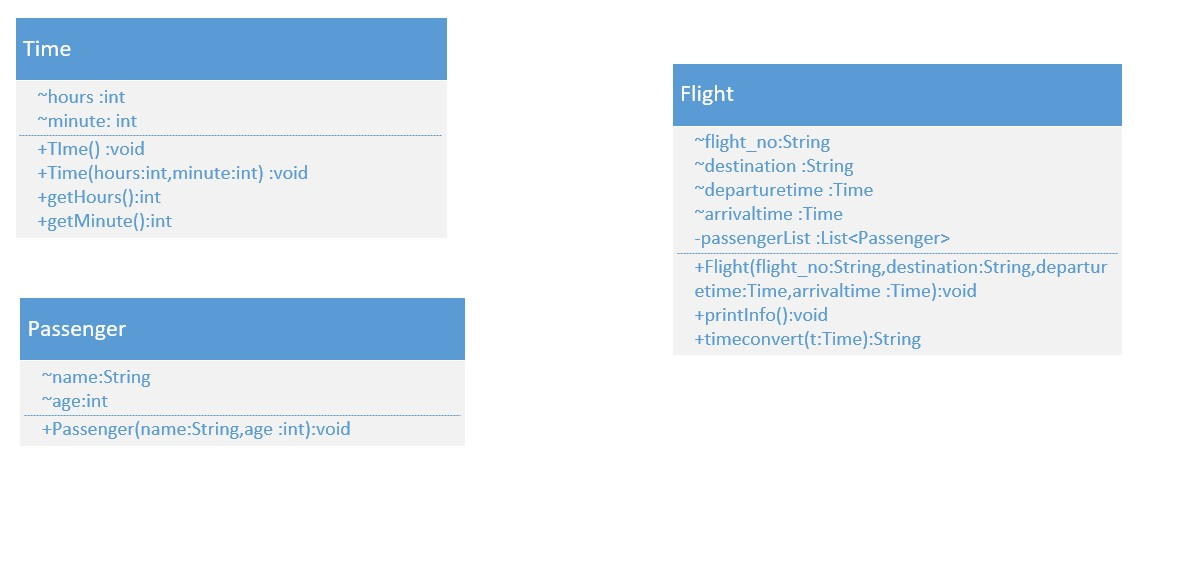 Time
~hours :int
~minute: int
+TIme() :void
+Time(hours:int,minute:int) :void
+getHours():int
+getMinute():int
Passenger
~name:String
~age:int
+Passenger(name:String,age :int):void
Flight
~flight_no:String
~destination :String
~departuretime :Time
~arrivaltime :Time
-passengerList :List<Passenger>
+Flight(flight_no:String,destination:String,departur
etime:Time,arrivaltime :Time):void
+printInfo():void
+timeconvert(t:Time):String